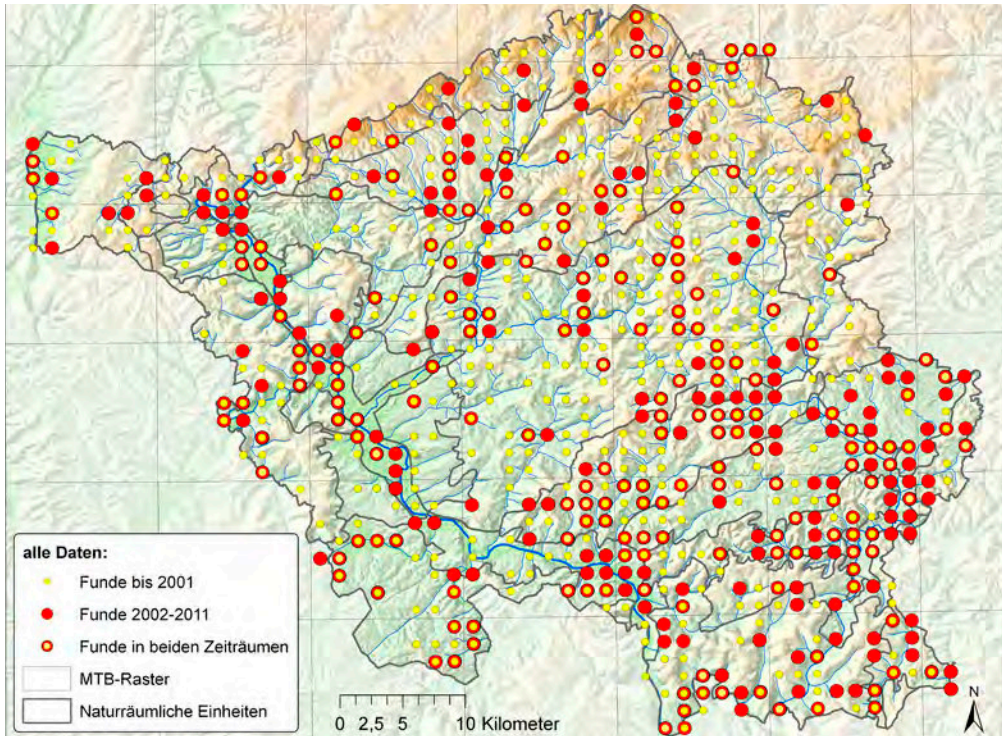 alle Daten:
Funde bis 2001
Funde 2002-2011
Funde in beiden Zeiträumen
MTB-Raster
Naturräumliche Einheiten
0 2,5 5 10 Kilometer
N